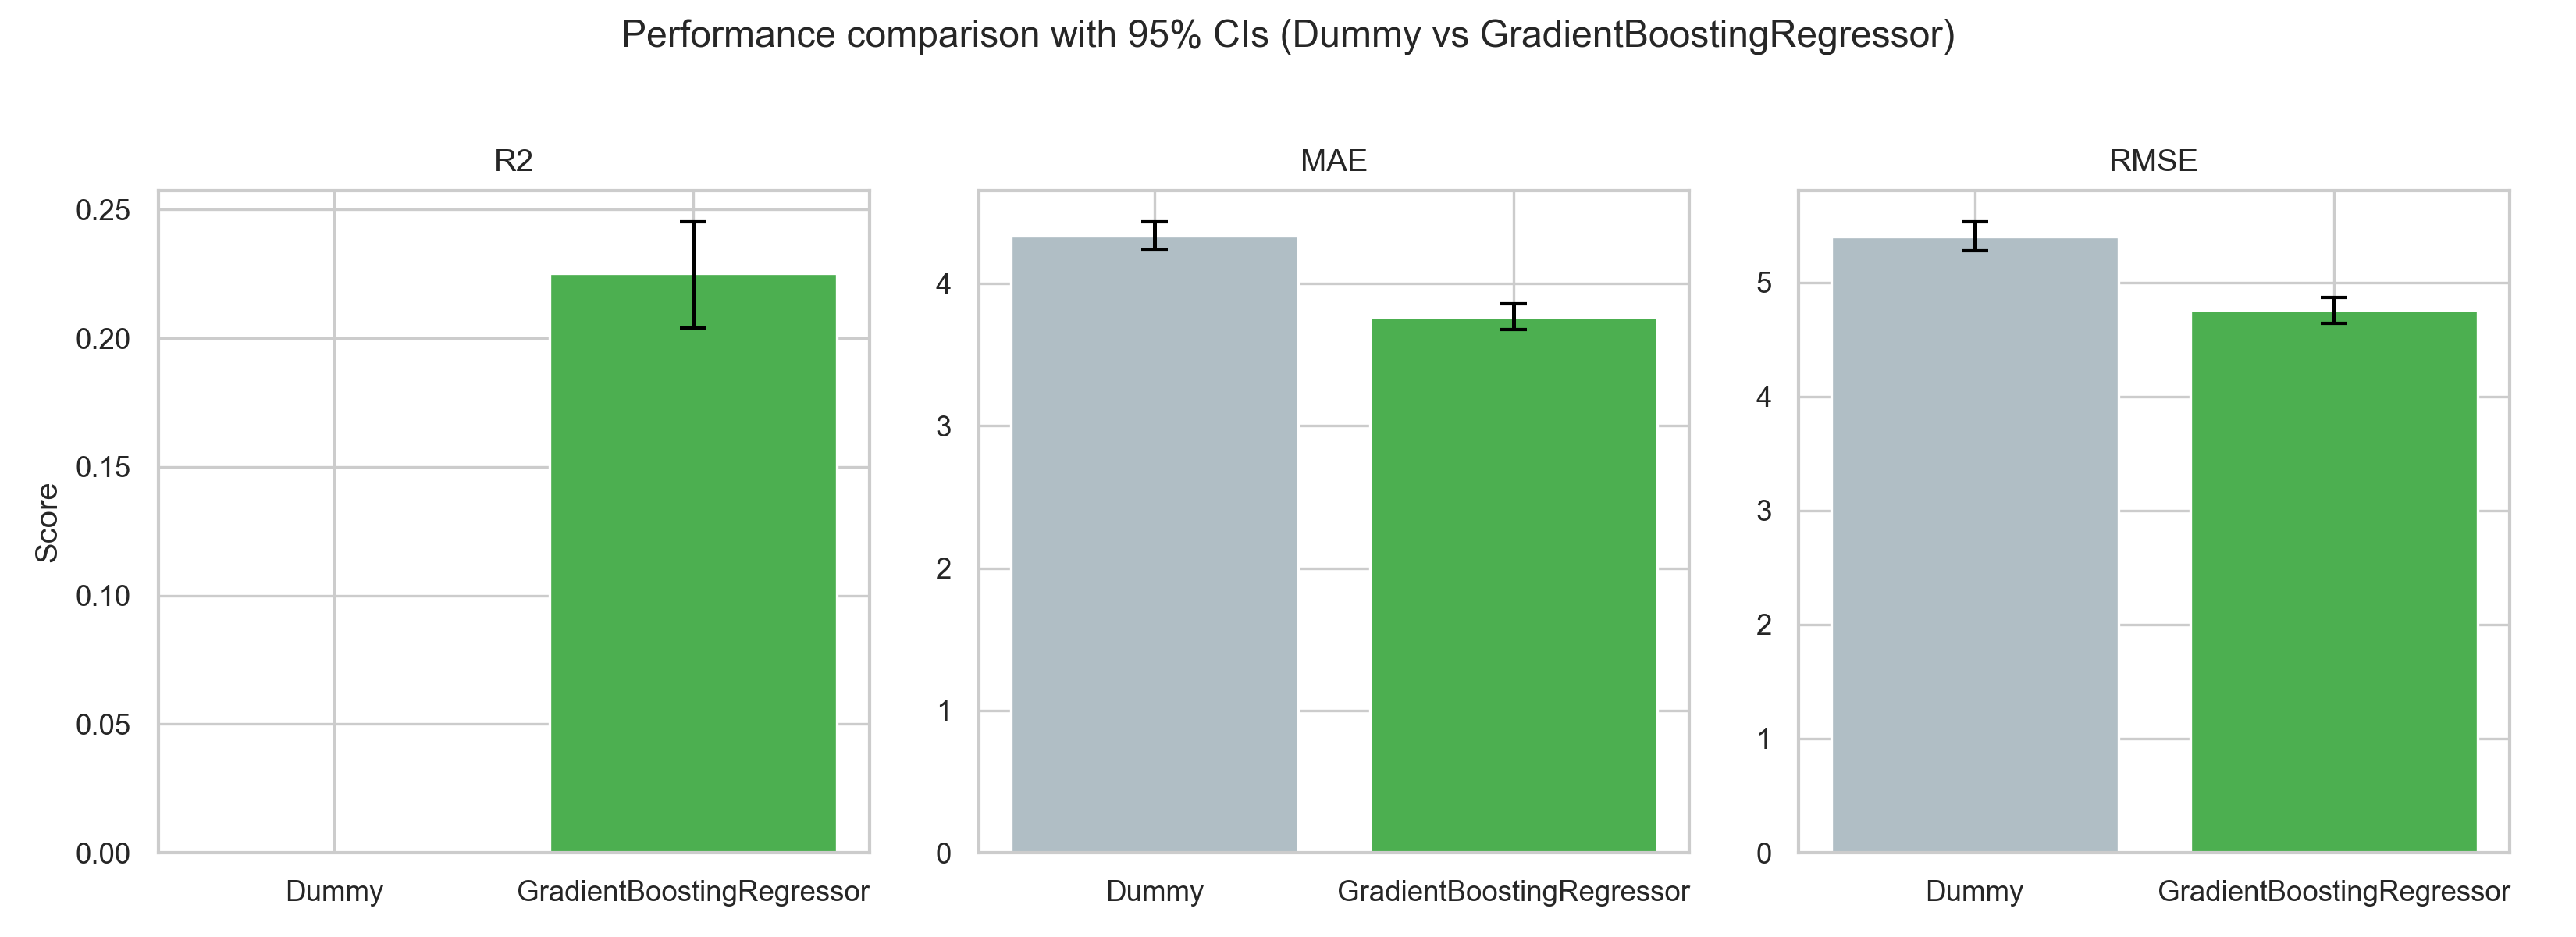 Performance comparison with 95% CIs (Dummy vs GradientBoostingRegressor)
R2
Score
0.25
0.20
0.15
0.10
0.05
0.00
Dummy GradientBoostingRegressor
MAE
4
3
2
1
0
Dummy GradientBoostingRegressor
RMSE
5
4
3
2
1
0
Dummy GradientBoostingRegressor